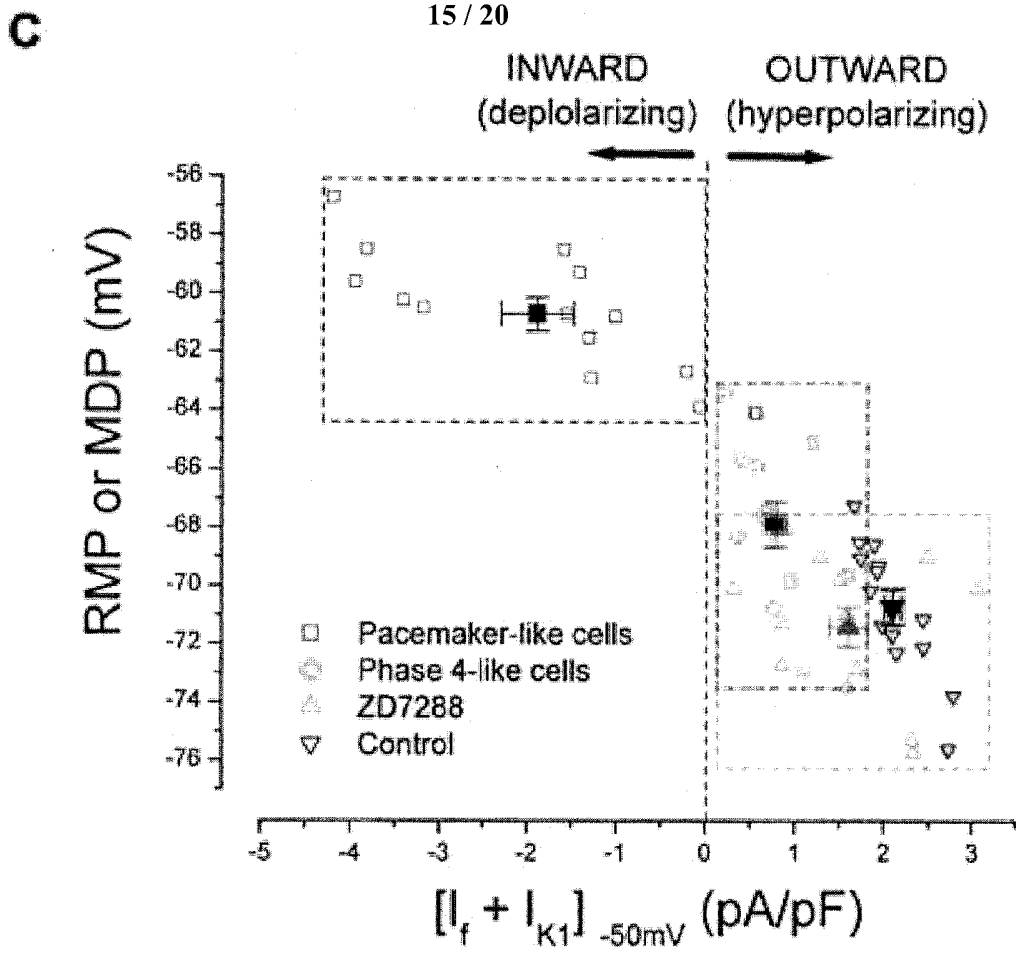 C
15 / 20
INWARD
(deplolarizing)
OUTWARD
(hyperpolarizing)
RMP or MDP (mV)
-56
-58
-60
-62
-64
-66
-68
-70
-72
-74
-76
Pacemaker-like cells
Phase 4-like cells
ZD7288
Control
-5 -4 -3 -2 -1 0 1 2 3
[If + IK1] -50mV (pA/pF)